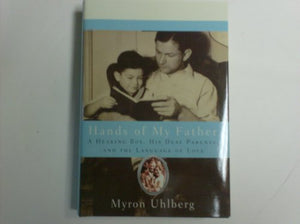 Hands of My Father
A HEARING BOY, HIS DEAF PARENTS,
AND THE LANGUAGE OF LOVE
Myron Uhlberg